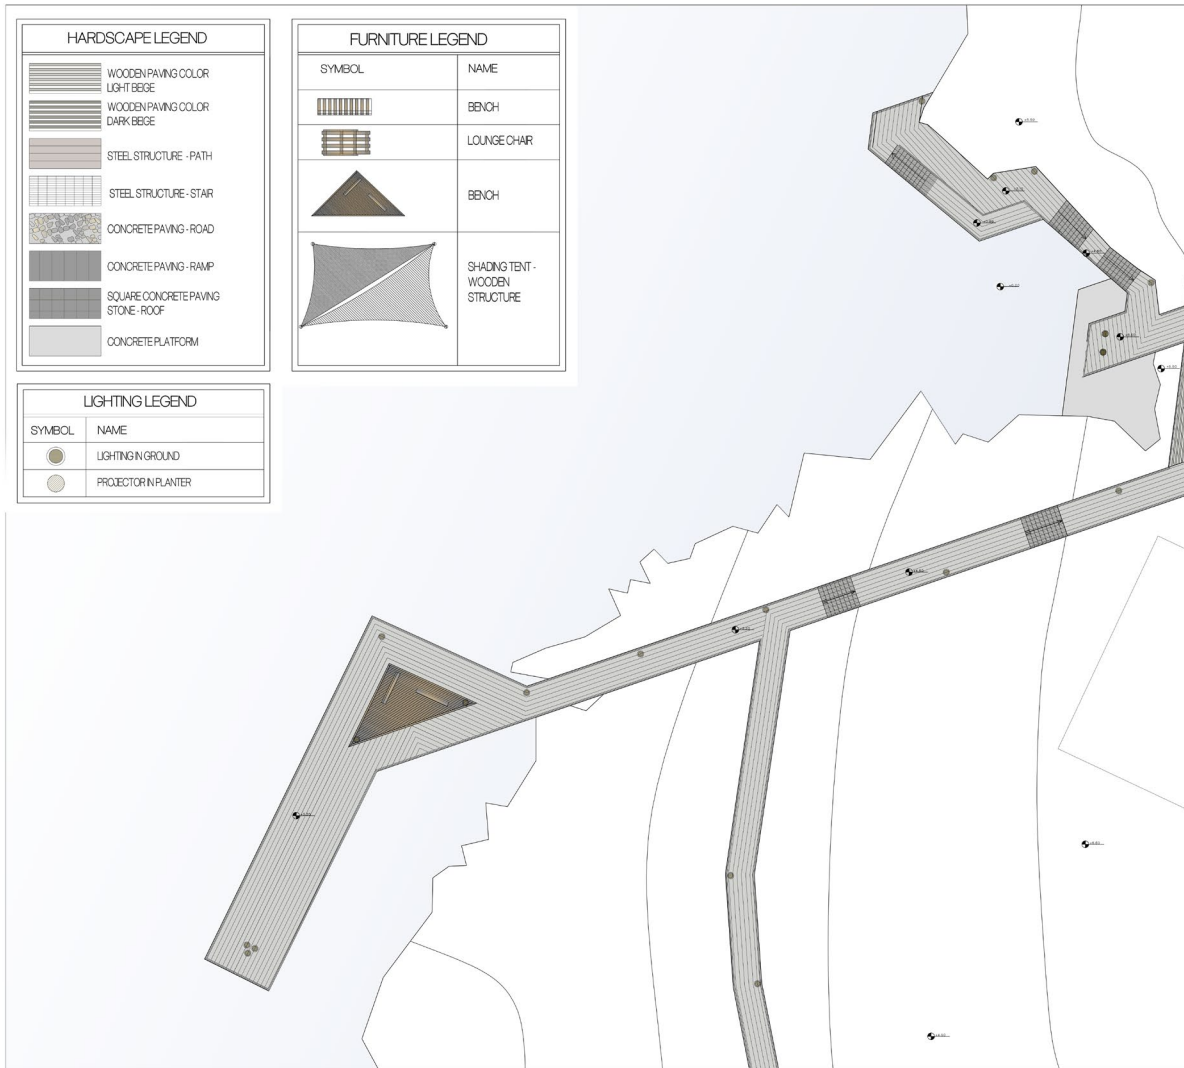 HARDSCAPE LEGEND
WOODEN PAVING COLOR
LIGHT BEIGE
WOODEN PAVING COLOR
DARK BEIGE
STEEL STRUCTURE - PATH
STEEL STRUCTURE - STAIR
CONCRETE PAVING - ROAD
CONCRETE PAVING - RAMP
SQUARE CONCRETE PAVING
STONE - ROOF
CONCRETE PLATFORM
FURNITURE LEGEND
SYMBOL NAME
BENCH
LOUNGE CHAIR
BENCH
SHADING TENT -
WOODEN
STRUCTURE
LIGHTING LEGEND
SYMBOL NAME
LIGHTING IN GROUND
PROJECTOR IN PLANTER